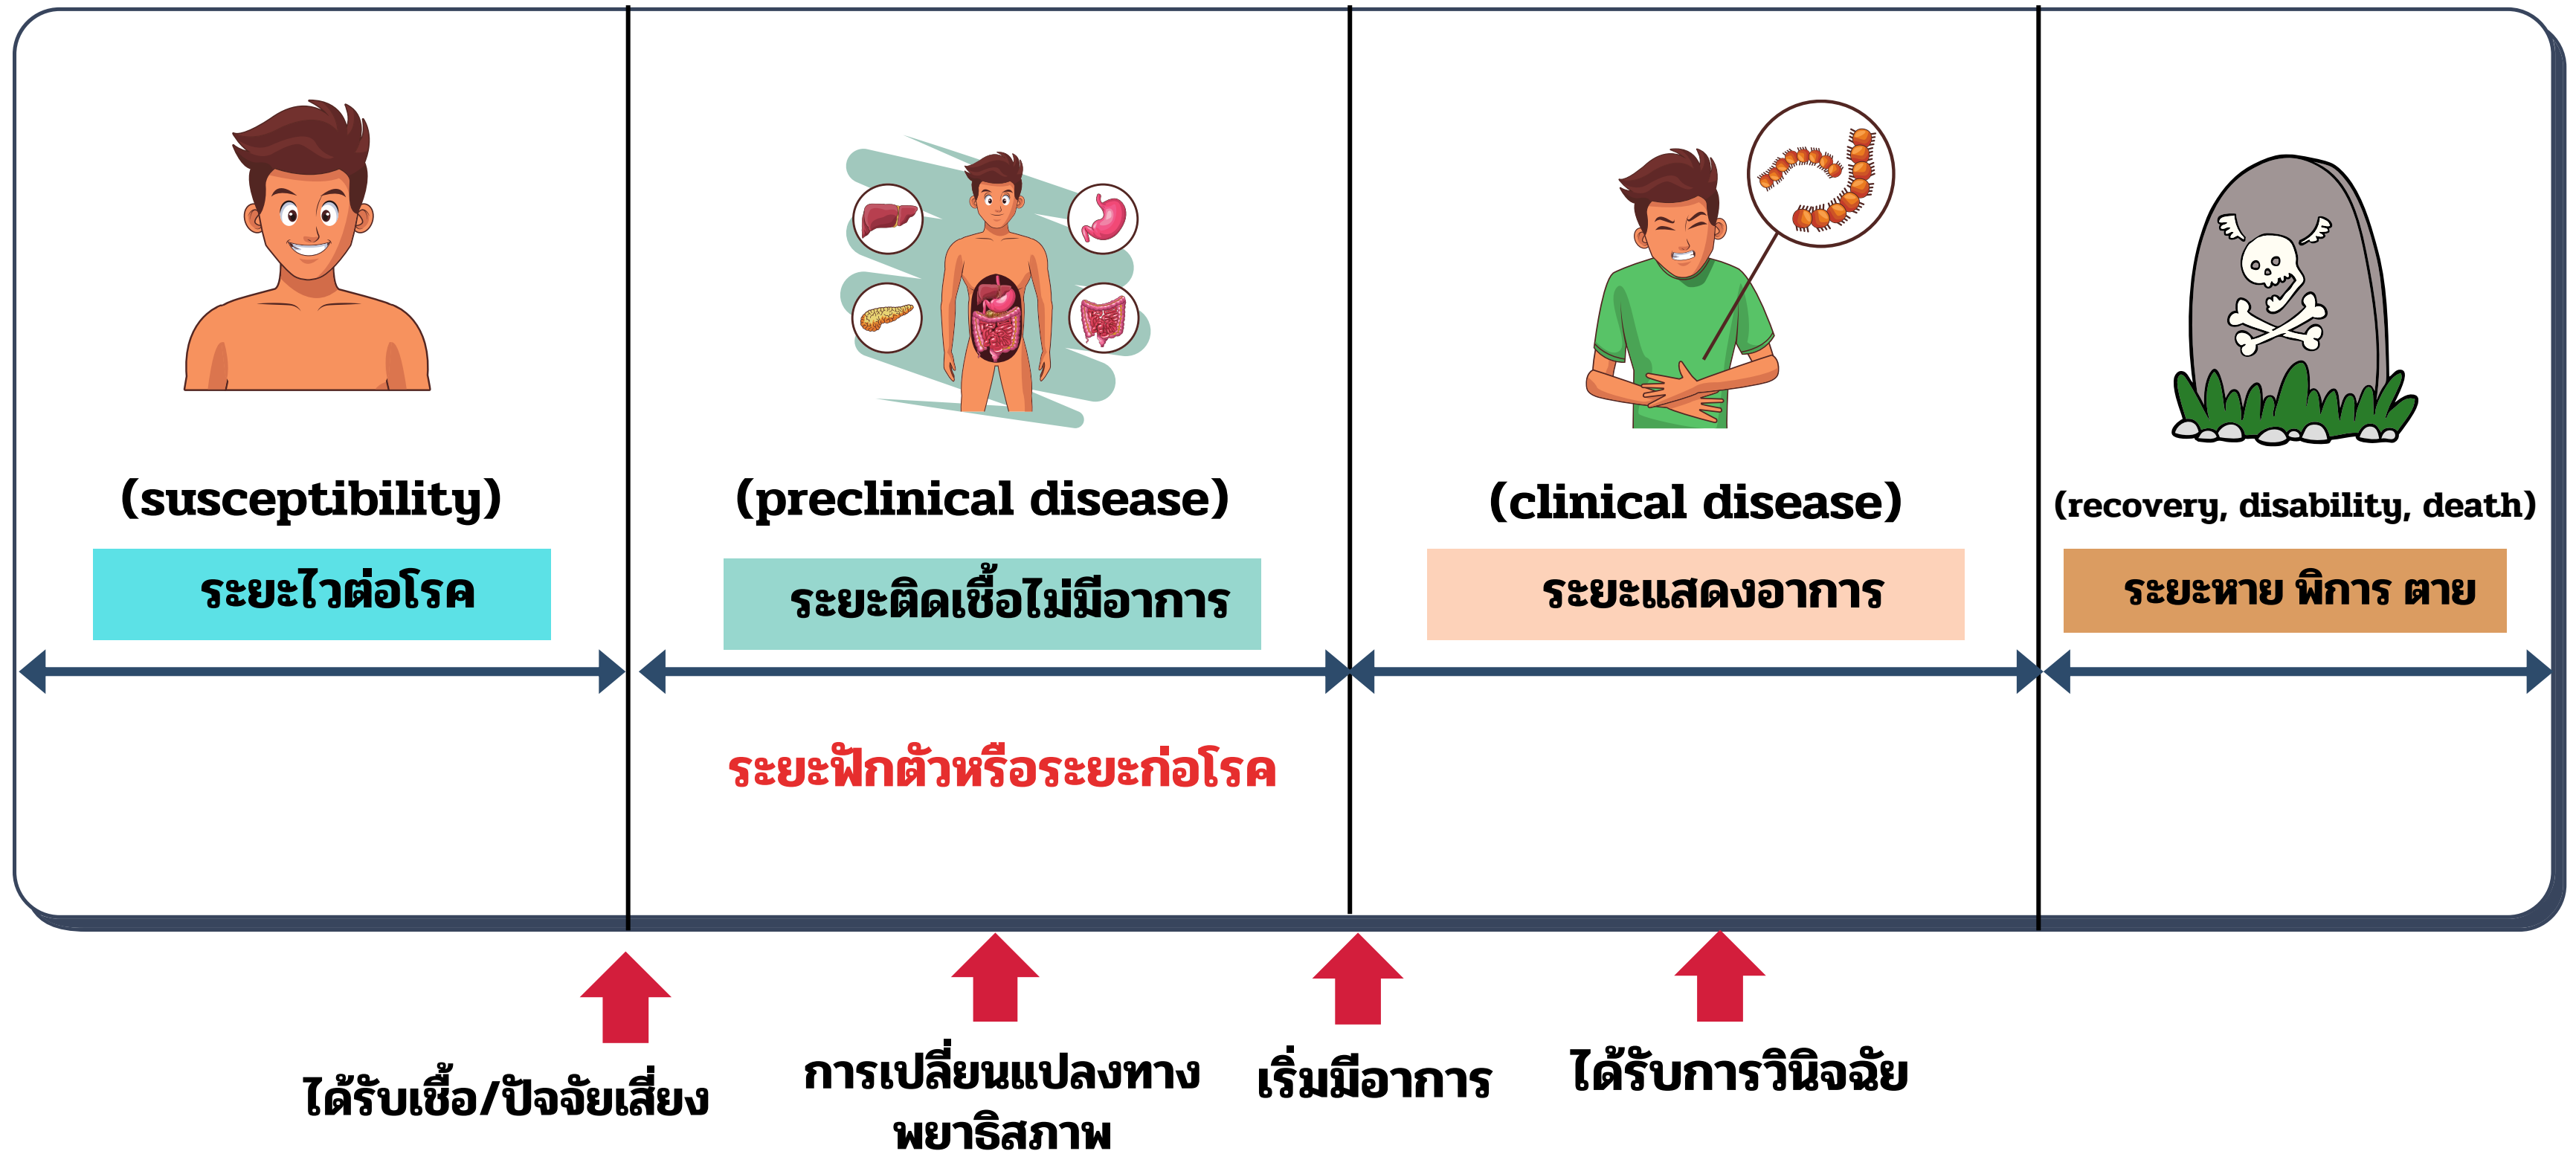 (susceptibility)
(preclinical disease)
(clinical disease)
(recovery, disability, death)
ระยะไวต่อโรค
ระยะติดเชื้อไม่มีอาการ
ระยะแสดงอาการ
ระยะหาย พิการ ตาย
ระยะฟักตัวหรือระยะก่อโรค
ได้รับเชื้อ/ปัจจัยเสี่ยง
การเปลี่ยนแปลงทาง
พยาธิสภาพ
เริ่มมีอาการ
ได้รับการวินิจฉัย